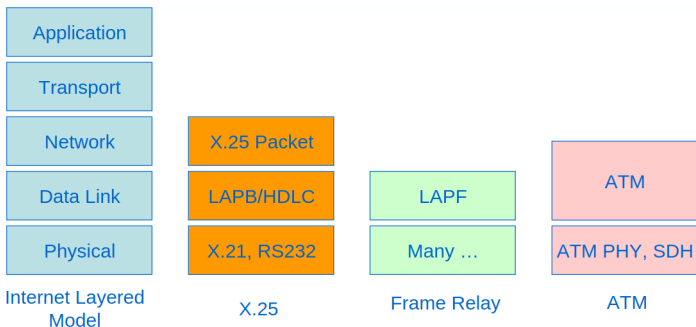 Application
Transport
Network
X.25 Packet
Data Link
LAPB/HDLC
LAPF
ATM
Physical
X.21, RS232
Many …
ATM PHY, SDH
Internet Layered
Model
X.25
Frame Relay
ATM